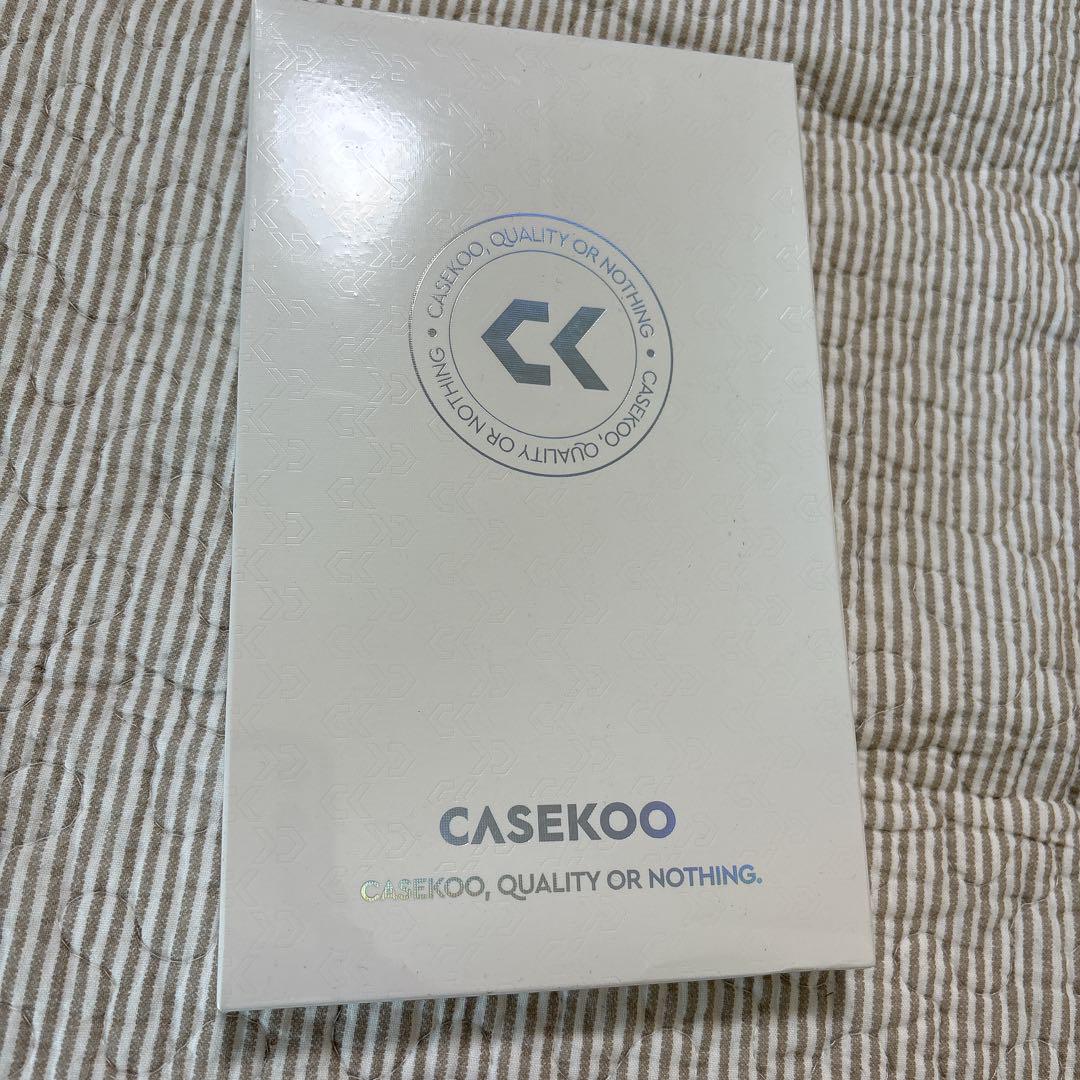 CASEKOO, QUALITY OR NOTHING • CASEKOO, QUALITY OR NOTHING •
CK
CASEKOO
CASEKOO, QUALITY OR NOTHING.